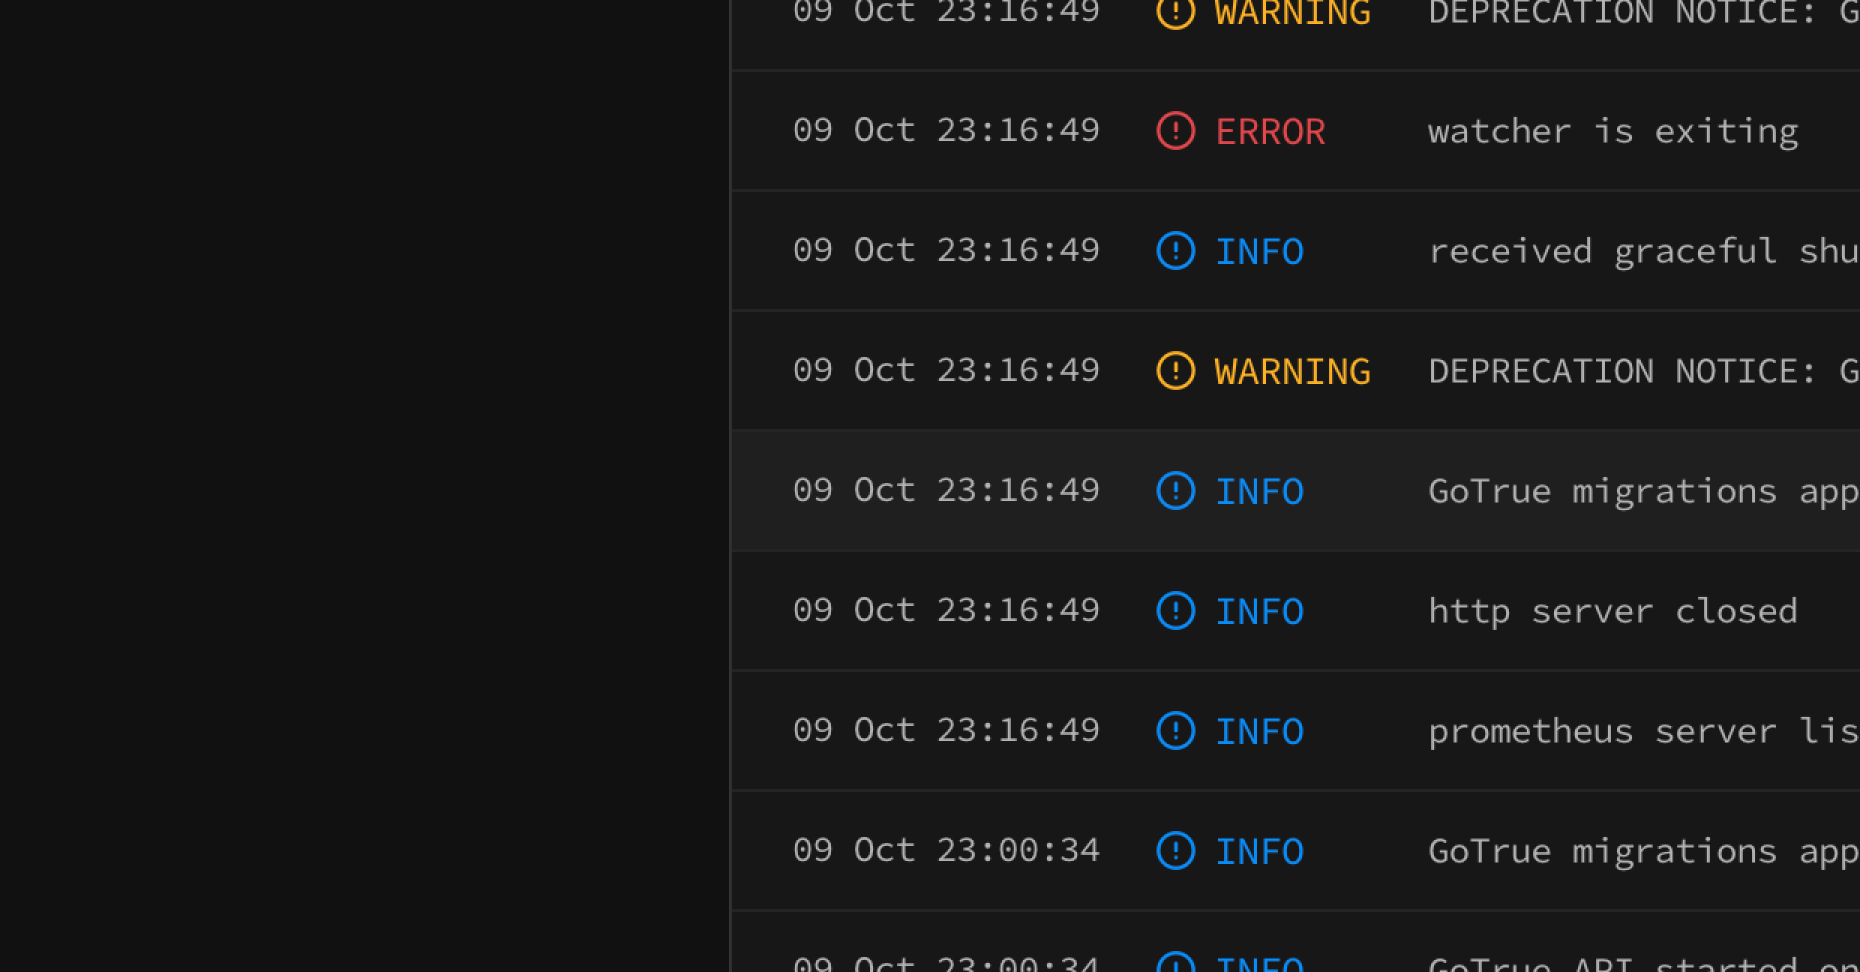 09 Oct 23:16:49 WARNING DEPRECATION NOTICE: G
09 Oct 23:16:49 ERROR watcher is exiting
09 Oct 23:16:49 INFO received graceful shu
09 Oct 23:16:49 WARNING DEPRECATION NOTICE: G
09 Oct 23:16:49 INFO GoTrue migrations app
09 Oct 23:16:49 INFO http server closed
09 Oct 23:16:49 INFO prometheus server lis
09 Oct 23:00:34 INFO GoTrue migrations app
09 Oct 23:00:34 INFO GoTrue API started on